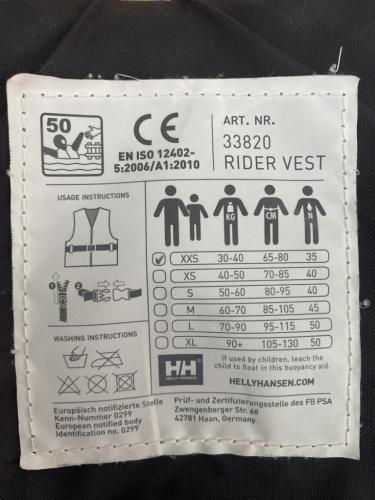 50
CE
EN ISO 12402-
5:2006/A1:2010
ART. NR.
33820
RIDER VEST
USAGE INSTRUCTIONS
1
2
KG
CM
N
XXS 30-40 65-80 35
XS 40-50 70-85 40
S 50-60 80-95 40
M 60-70 85-105 45
L 70-90 95-115 50
XL 90+ 105-130 50
WASHING INSTRUCTIONS
HH
HELLY HANSEN
If used by children, teach the
child to float in this buoyancy aid.
HELLYHANSEN.COM
Europäisch notifizierte Stelle
Kenn-Nummer 0299
European notified body
Identification no. 0299
Prüf- und Zertifizierungsstelle des FB PSA
Zwengenberger Str. 68
42781 Haan, Germany